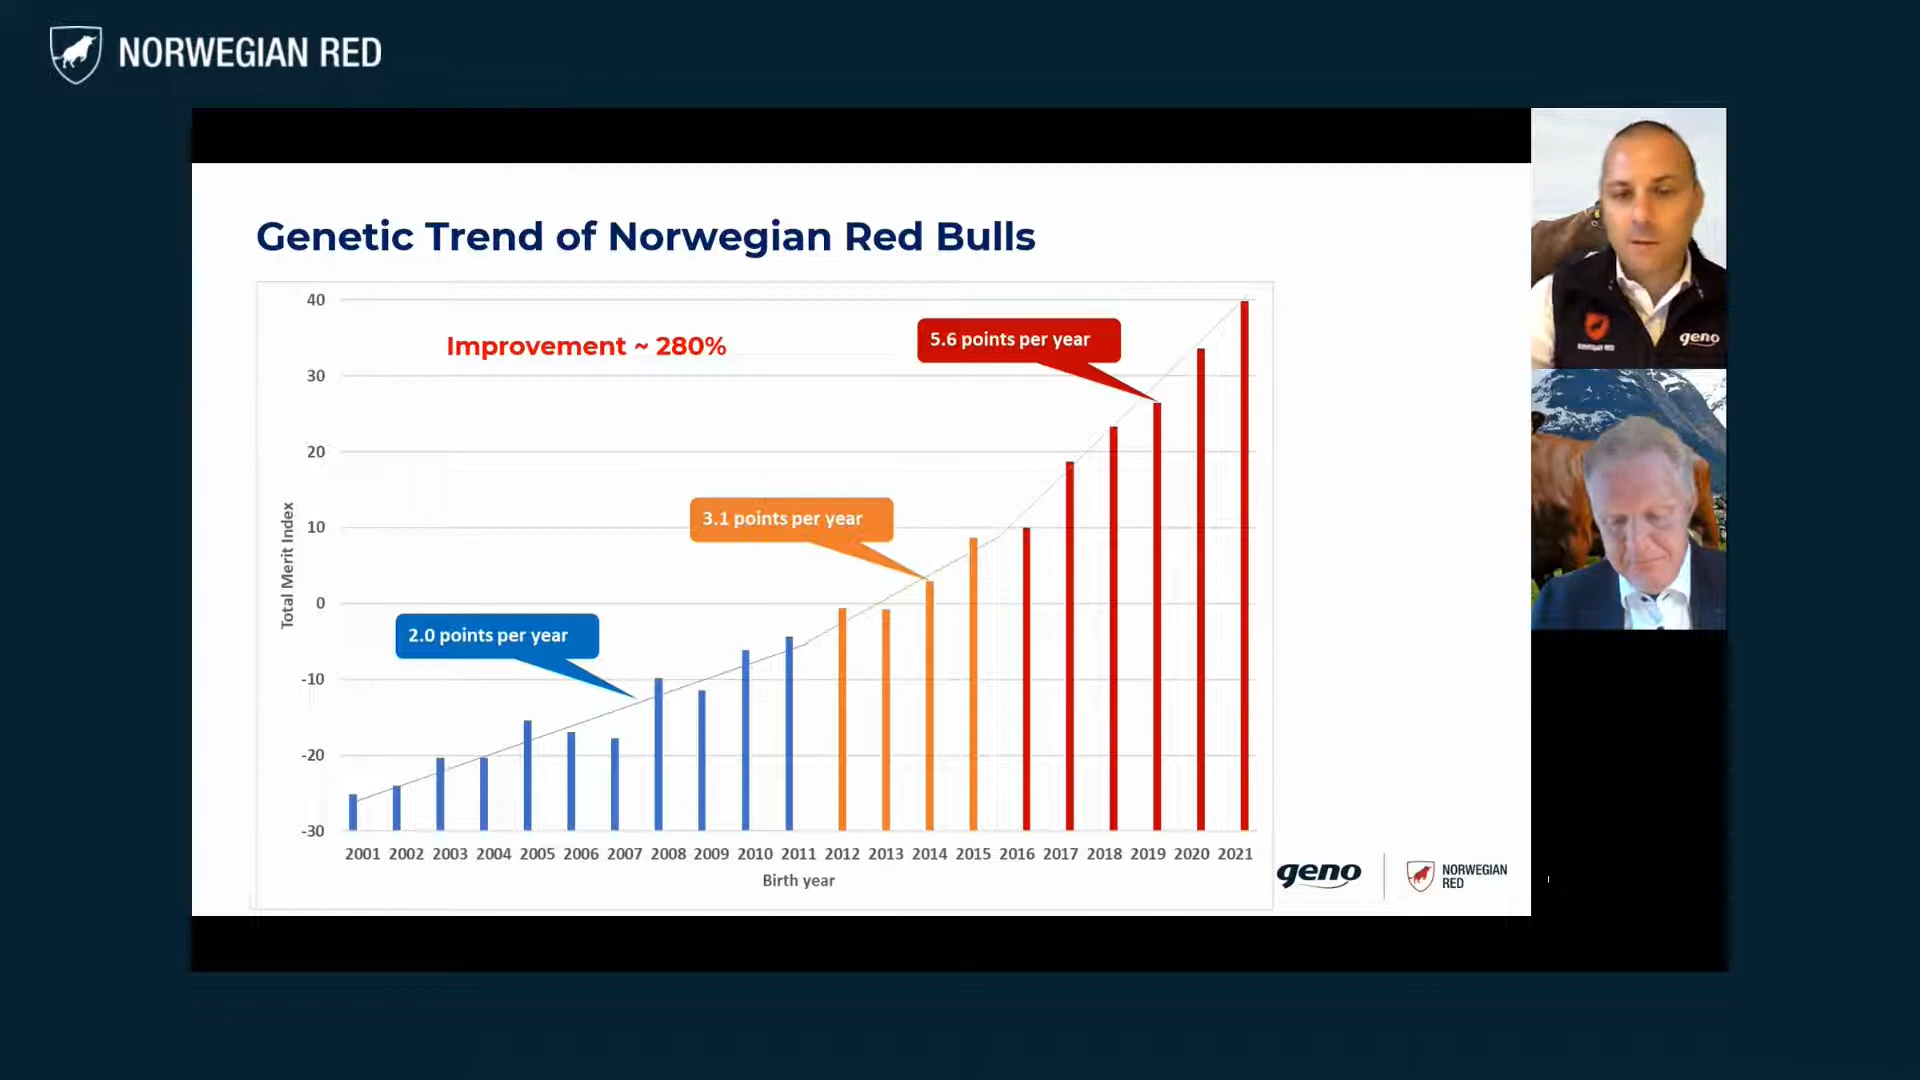 NORWEGIAN RED
Genetic Trend of Norwegian Red Bulls
Improvement ~ 280%
5.6 points per year
3.1 points per year
2.0 points per year
Total Merit Index
40
30
20
10
0
-10
-20
-30
2001 2002 2003 2004 2005 2006 2007 2008 2009 2010 2011 2012 2013 2014 2015 2016 2017 2018 2019 2020 2021
Birth year
geno
NORWEGIAN
RED
NORWEGIAN RED
geno